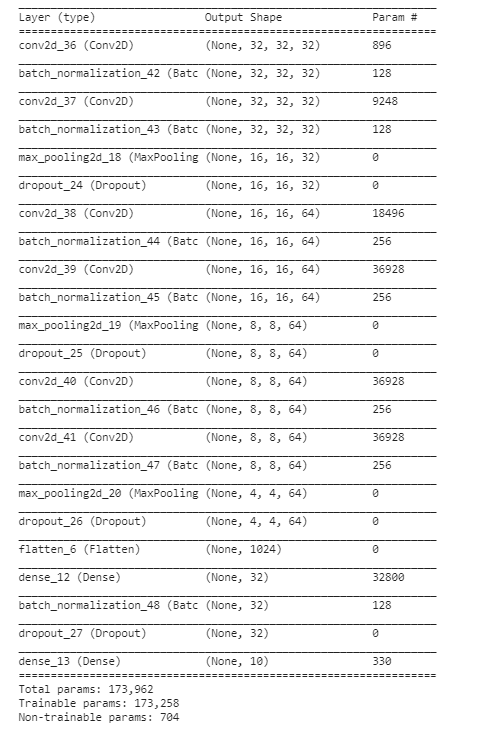 Layer (type) Output Shape Param #
conv2d_36 (Conv2D) (None, 32, 32, 32) 896
batch_normalization_42 (Batc (None, 32, 32, 32) 128
conv2d_37 (Conv2D) (None, 32, 32, 32) 9248
batch_normalization_43 (Batc (None, 32, 32, 32) 128
max_pooling2d_18 (MaxPooling (None, 16, 16, 32) 0
dropout_24 (Dropout) (None, 16, 16, 32) 0
conv2d_38 (Conv2D) (None, 16, 16, 64) 18496
batch_normalization_44 (Batc (None, 16, 16, 64) 256
conv2d_39 (Conv2D) (None, 16, 16, 64) 36928
batch_normalization_45 (Batc (None, 16, 16, 64) 256
max_pooling2d_19 (MaxPooling (None, 8, 8, 64) 0
dropout_25 (Dropout) (None, 8, 8, 64) 0
conv2d_40 (Conv2D) (None, 8, 8, 64) 36928
batch_normalization_46 (Batc (None, 8, 8, 64) 256
conv2d_41 (Conv2D) (None, 8, 8, 64) 36928
batch_normalization_47 (Batc (None, 8, 8, 64) 256
max_pooling2d_20 (MaxPooling (None, 4, 4, 64) 0
dropout_26 (Dropout) (None, 4, 4, 64) 0
flatten_6 (Flatten) (None, 1024) 0
dense_12 (Dense) (None, 32) 32800
batch_normalization_48 (Batc (None, 32) 128
dropout_27 (Dropout) (None, 32) 0
dense_13 (Dense) (None, 10) 330
Total params: 173,962
Trainable params: 173,258
Non-trainable params: 704